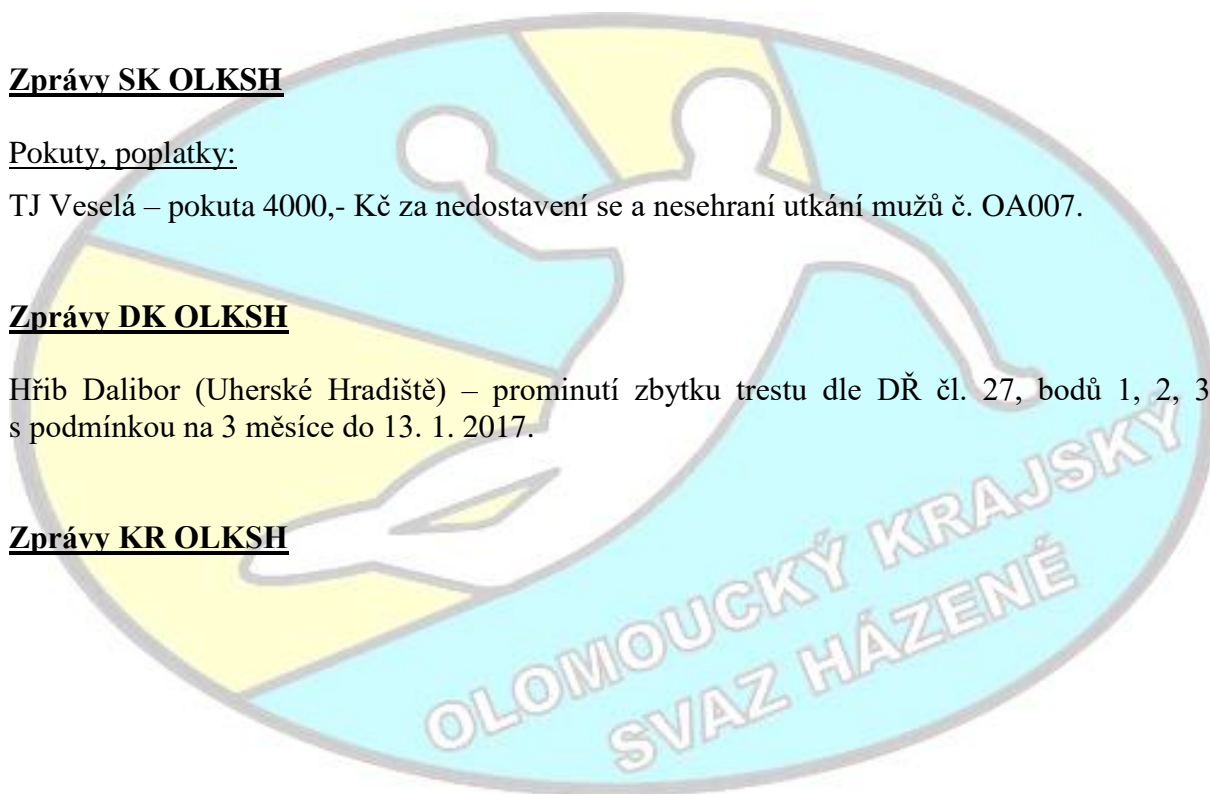 Zprávy SK OLKSH
Pokuty, poplatky:
TJ Veselá – pokuta 4000,- Kč za nedostavení se a nesehraní utkání mužů č. OA007.
Zprávy DK OLKSH
Hřib Dalibor (Uherské Hradiště) – prominutí zbytku trestu dle DŘ čl. 27, bodů 1, 2, 3
s podmínkou na 3 měsíce do 13. 1. 2017.
Zprávy KR OLKSH
OLOMOUCKÝ KRAJSKÝ
SVAZ HÁZENÉ